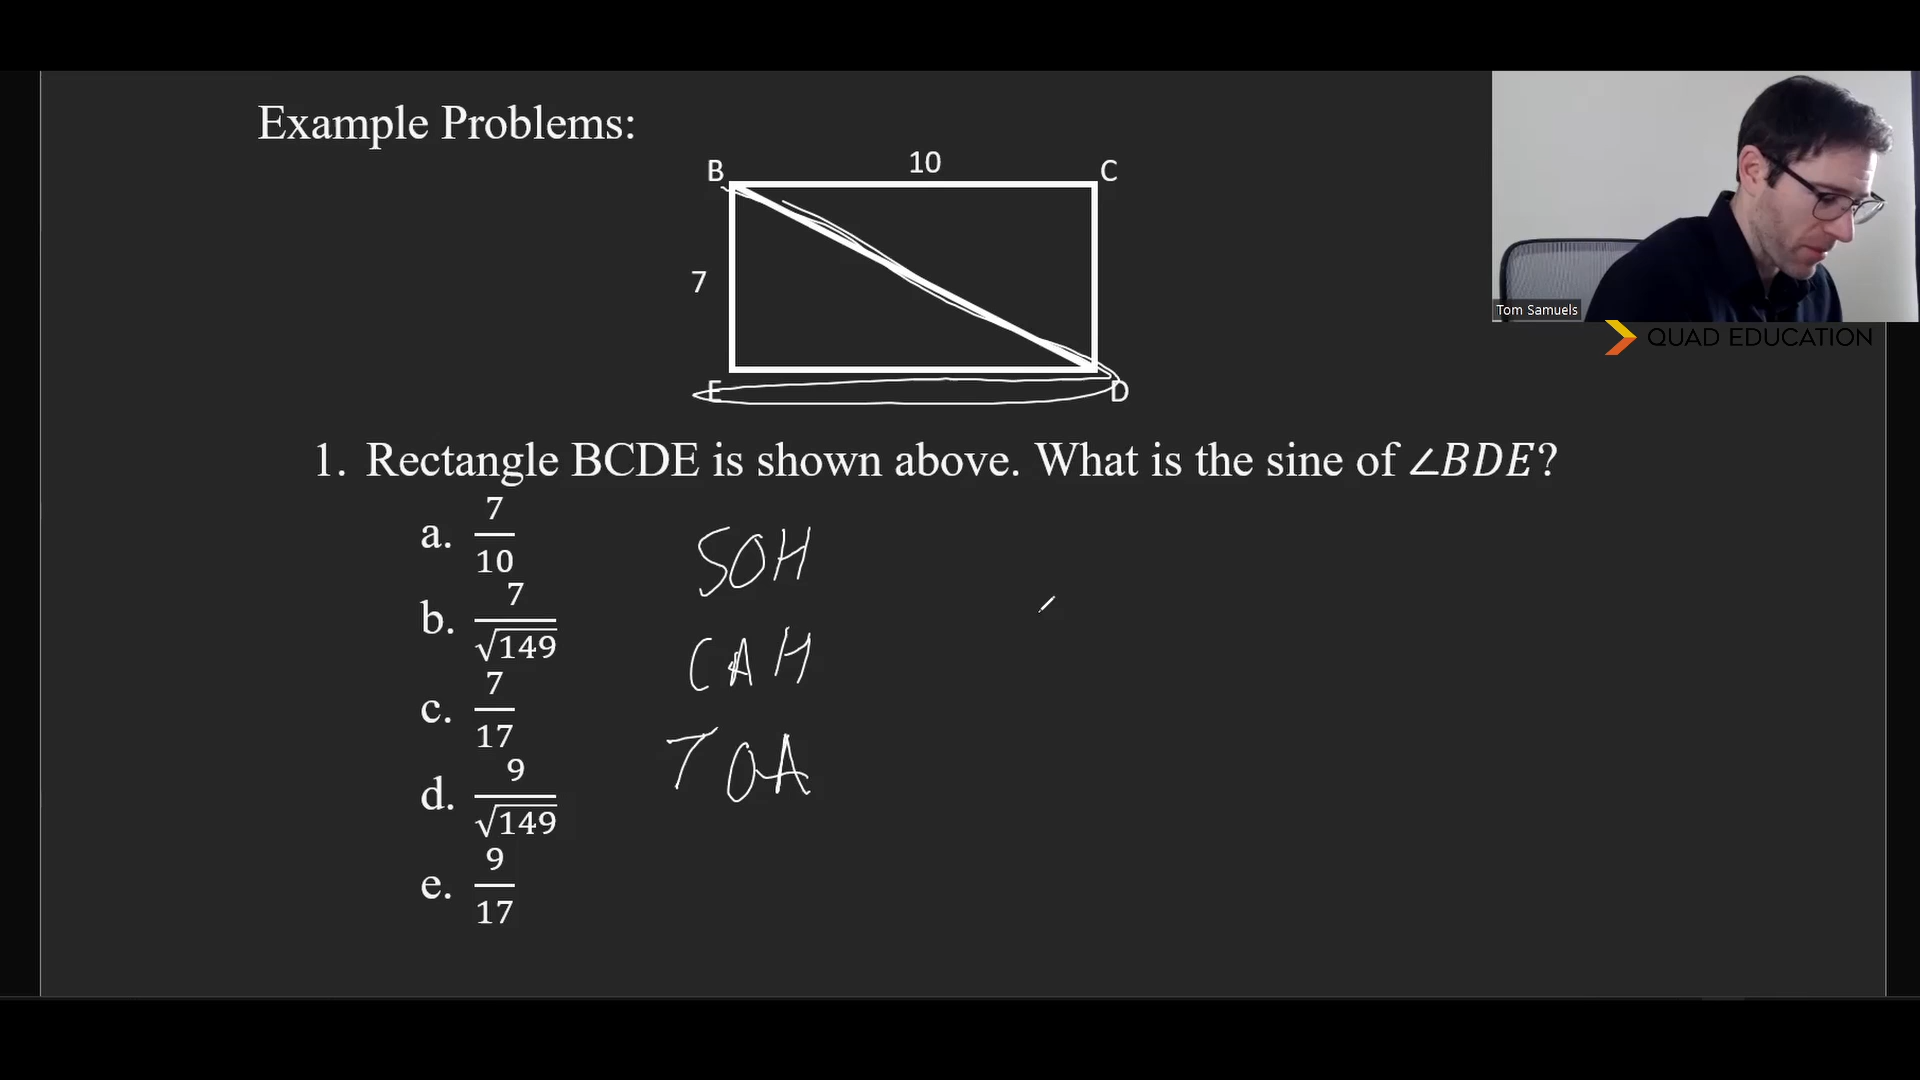 Example Problems:
B 10 C
7
E D
1. Rectangle BCDE is shown above. What is the sine of ∠BDE?
a. 7/10
b. 7/√149
c. 7/17
d. 9/√149
e. 9/17
SOH
CAH
TOA
Tom Samuels
QUAD EDUCATION